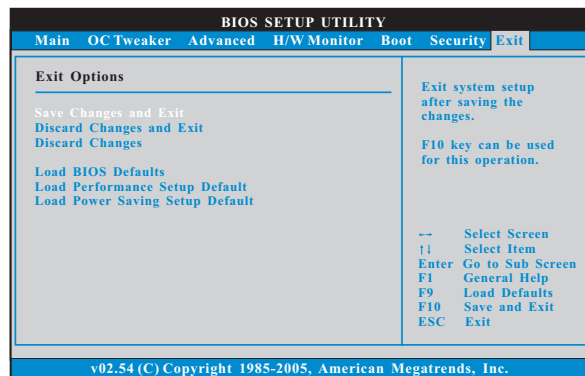 BIOS SETUP UTILITY
Main OC Tweaker Advanced H/W Monitor Boot Security Exit
Exit Options
Save Changes and Exit
Discard Changes and Exit
Discard Changes
Load BIOS Defaults
Load Performance Setup Default
Load Power Saving Setup Default
Exit system setup
after saving the
changes.
F10 key can be used
for this operation.
←→ Select Screen
↑↓ Select Item
Enter Go to Sub Screen
F1 General Help
F9 Load Defaults
F10 Save and Exit
ESC Exit
v02.54 (C) Copyright 1985-2005, American Megatrends, Inc.